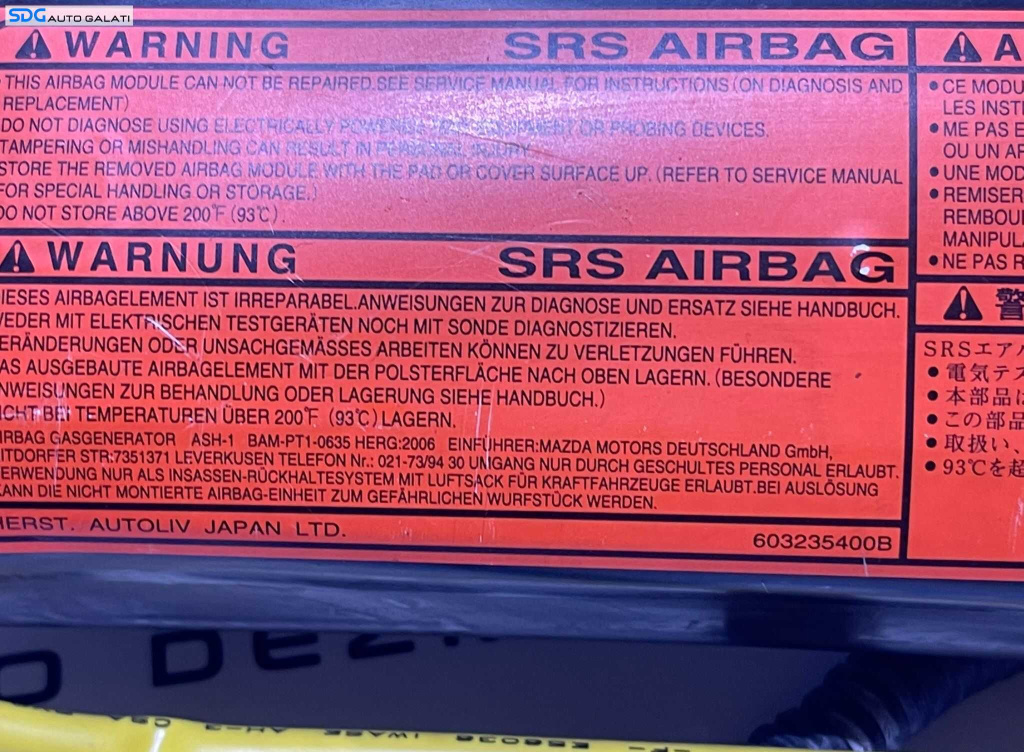 SDG AUTO GALATI
WARNING SRS AIRBAG
THIS AIRBAG MODULE CAN NOT BE REPAIRED.SEE SERVICE MANUAL FOR INSTRUCTIONS (ON DIAGNOSIS AND
REPLACEMENT)
DO NOT DIAGNOSE USING ELECTRICALLY POWERED TEST EQUIPMENT OR PROBING DEVICES.
TAMPERING OR MISHANDLING CAN RESULT IN PERSONAL INJURY.
STORE THE REMOVED AIRBAG MODULE WITH THE PAD OR COVER SURFACE UP. (REFER TO SERVICE MANUAL
FOR SPECIAL HANDLING OR STORAGE.)
DO NOT STORE ABOVE 200°F (93°C).
WARNUNG SRS AIRBAG
IESES AIRBAGELEMENT IST IRREPARABEL.ANWEISUNGEN ZUR DIAGNOSE UND ERSATZ SIEHE HANDBUCH.
WEDER MIT ELEKTRISCHEN TESTGERÄTEN NOCH MIT SONDE DIAGNOSTIZIEREN.
ERÄNDERUNGEN ODER UNSACHGEMÄSSES ARBEITEN KÖNNEN ZU VERLETZUNGEN FÜHREN.
AS AUSGEBAUTE AIRBAGELEMENT MIT DER POLSTERFLÄCHE NACH OBEN LAGERN. (BESONDERE
NWEISUNGEN ZUR BEHANDLUNG ODER LAGERUNG SIEHE HANDBUCH.)
ICHT BEI TEMPERATUREN ÜBER 200°F (93°C) LAGERN.
IRBAG GASGENERATOR ASH-1 BAM-PT1-0635 HERG:2006 EINFÜHRER:MAZDA MOTORS DEUTSCHLAND GmbH,
EITDORFER STR:7351371 LEVERKUSEN TELEFON Nr.: 021-73/94 30 UMGANG NUR DURCH GESCHULTES PERSONAL ERLAUBT.
ERWENDUNG NUR ALS INSASSEN-RÜCKHALTESYSTEM MIT LUFTSACK FÜR KRAFTFAHRZEUGE ERLAUBT.BEI AUSLÖSUNG
KANN DIE NICHT MONTIERTE AIRBAG-EINHEIT ZUM GEFÄHRLICHEN WURFSTÜCK WERDEN.
HERST. AUTOLIV JAPAN LTD. 603235400B
A
• CE MODU
LES INST
• ME PAS E
OU UN AP
• UNE MOD
• REMISER
REMBOU
MANIPULA
• NE PAS R
警
SRSエアバ
• 電気テス
• 本部品は
• この部品
• 取扱い、
• 93℃を超
O DEZM
IWASE AH-3
E56036